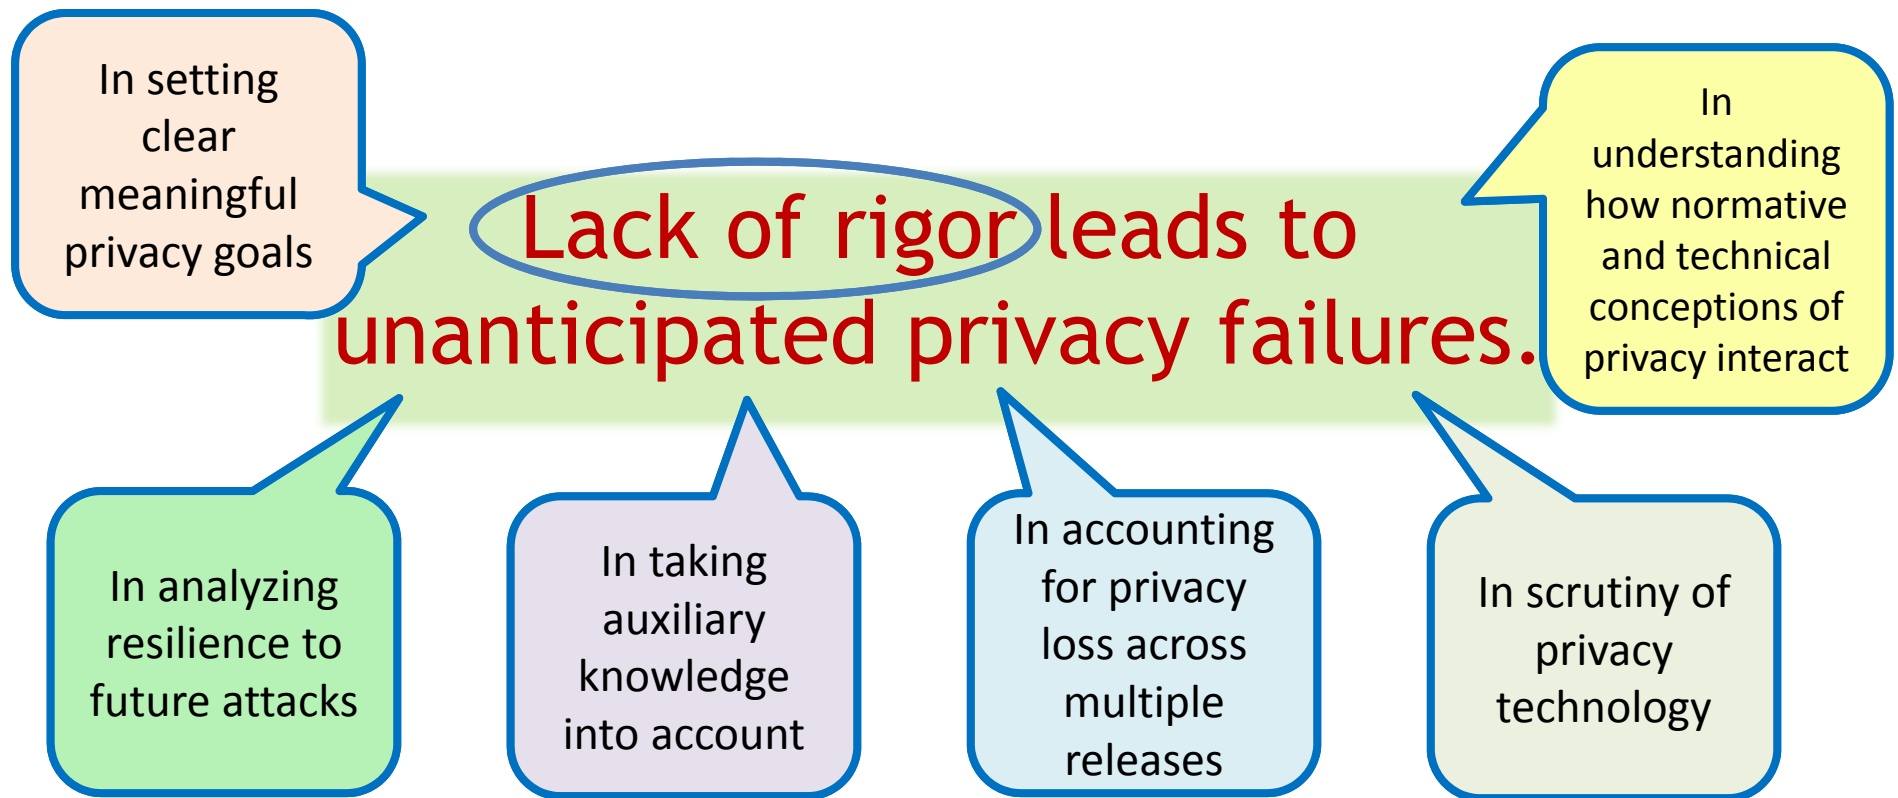 In setting
clear
meaningful
privacy goals
Lack of rigor leads to
unanticipated privacy failures.
In
understanding
how normative
and technical
conceptions of
privacy interact
In analyzing
resilience to
future attacks
In taking
auxiliary
knowledge
into account
In accounting
for privacy
loss across
multiple
releases
In scrutiny of
privacy
technology